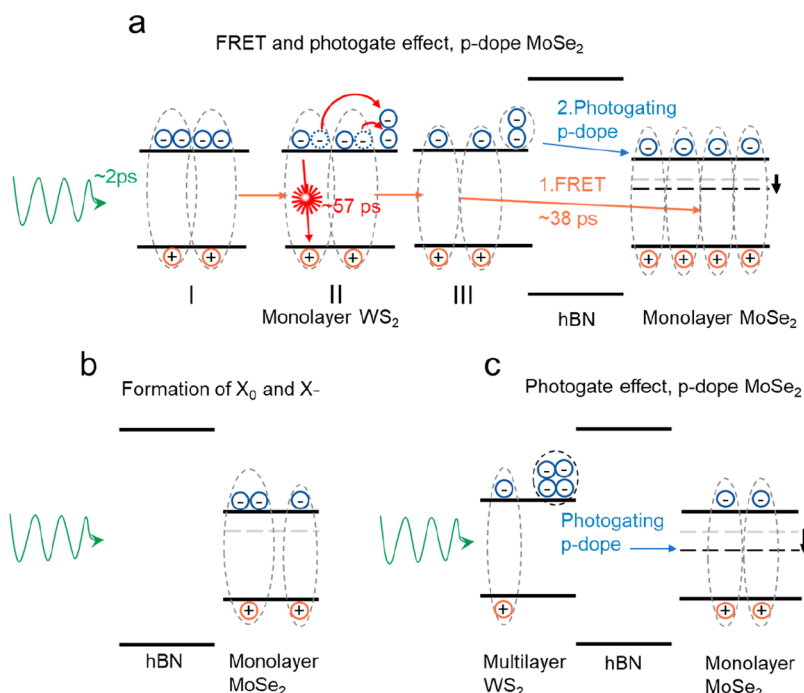 a
FRET and photogate effect, p-dope MoSe2
~2ps
~57 ps
2.Photogating
p-dope
1.FRET
~38 ps
I
II
III
Monolayer WS2
hBN
Monolayer MoSe2
b
Formation of X0 and X-
hBN
Monolayer
MoSe2
c
Photogate effect, p-dope MoSe2
Photogating
p-dope
Multilayer
WS2
hBN
Monolayer
MoSe2